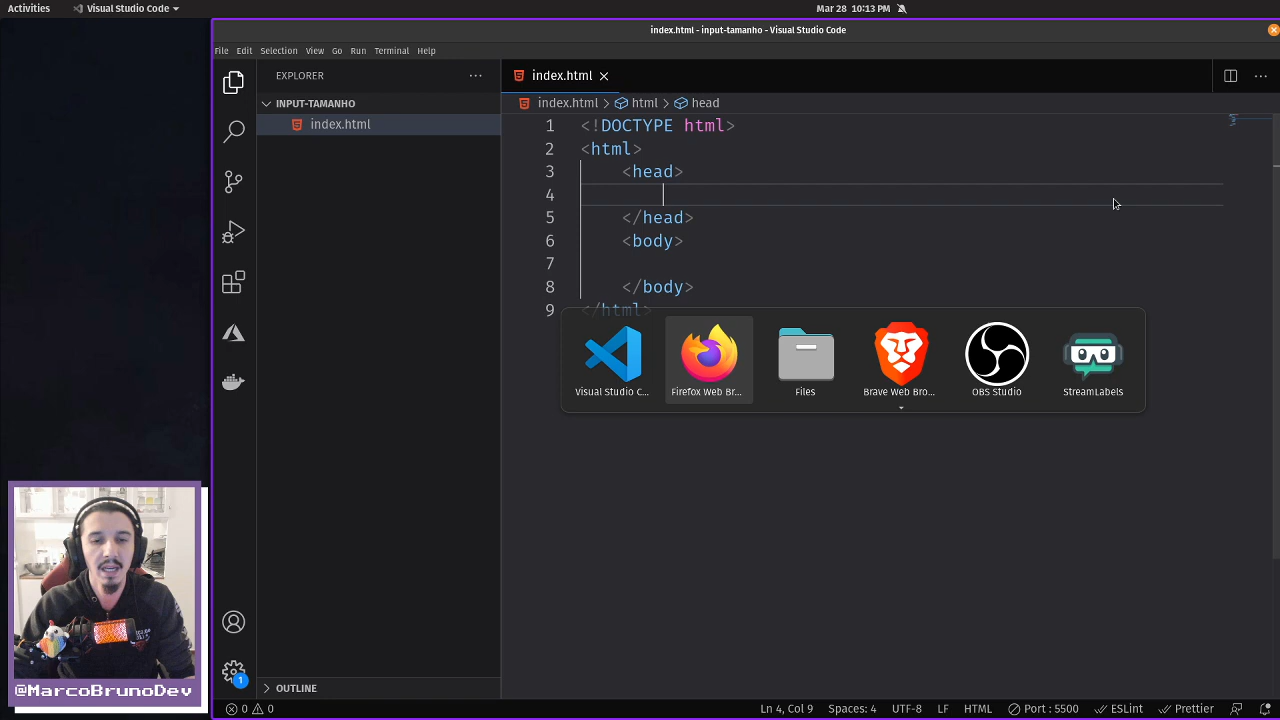 Activities
Visual Studio Code
Mar 28 10:13 PM
index.html - input-tamanho - Visual Studio Code
File Edit Selection View Go Run Terminal Help
EXPLORER
INPUT-TAMANHO
index.html
OUTLINE
index.html
index.html > html > head
1 <!DOCTYPE html>
2 <html>
3 <head>
4
5 </head>
6 <body>
7
8 </body>
9 </html>
Visual Studio C...
Firefox Web Br...
Files
Brave Web Bro...
OBS Studio
StreamLabels
1
@MarcoBrunoDev
0 0
Ln 4, Col 9
Spaces: 4
UTF-8
LF
HTML
Port : 5500
ESLint
Prettier